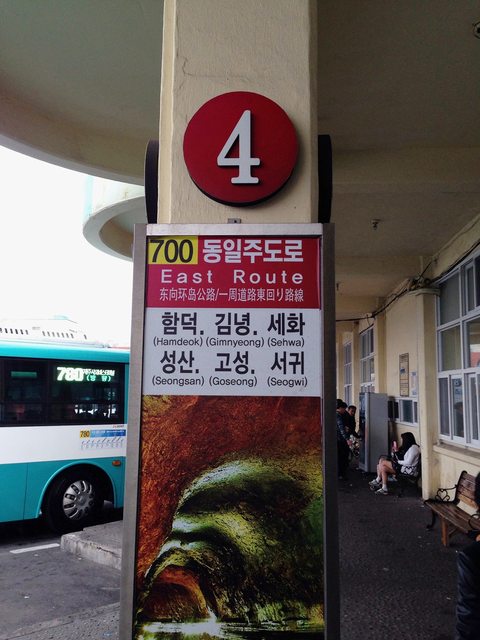 4
700 동일주도로
East Route
东向环岛公路/一周道路東回り路線
함덕. 김녕. 세화
(Hamdeok) (Gimnyeong) (Sehwa)
성산. 고성. 서귀
(Seongsan) (Goseong) (Seogwi)
780
780